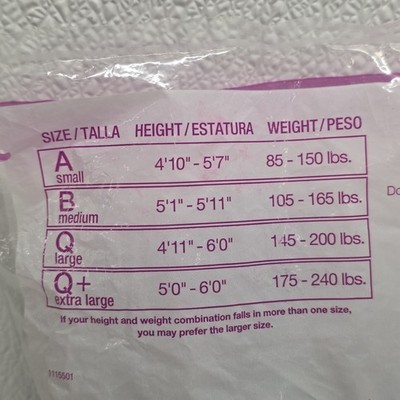 SIZE/TALLA HEIGHT/ESTATURA WEIGHT/PESO
A small 4'10" - 5'7" 85 - 150 lbs.
B medium 5'1" - 5'11" 105 - 165 lbs.
Q large 4'11" - 6'0" 145 - 200 lbs.
Q+ extra large 5'0" - 6'0" 175 - 240 lbs.
If your height and weight combination falls in more than one size,
you may prefer the larger size.